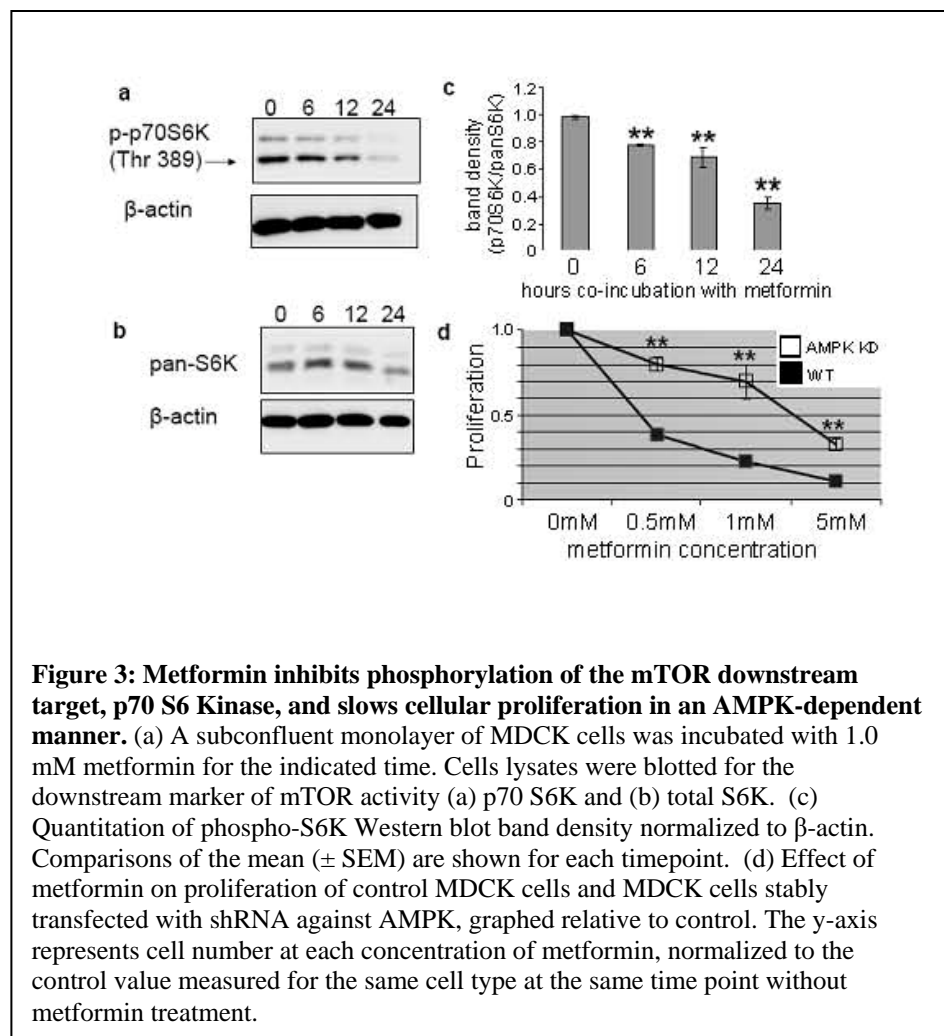 a
0 6 12 24
p-p70S6K
(Thr 389)
β-actin
b
0 6 12 24
pan-S6K
β-actin
c
band density
(p70S6K/panS6K)
1.2
1.0
0.8
0.6
0.4
0.2
0
**
**
**
0 6 12 24
hours co-incubation with metformin
d
Proliferation
1.0
0.5
0
**
**
**
AMPK KD
WT
0mM 0.5mM 1mM 5mM
metformin concentration
Figure 3: Metformin inhibits phosphorylation of the mTOR downstream
target, p70 S6 Kinase, and slows cellular proliferation in an AMPK-dependent
manner. (a) A subconfluent monolayer of MDCK cells was incubated with 1.0
mM metformin for the indicated time. Cells lysates were blotted for the
downstream marker of mTOR activity (a) p70 S6K and (b) total S6K. (c)
Quantitation of phospho-S6K Western blot band density normalized to β-actin.
Comparisons of the mean (± SEM) are shown for each timepoint. (d) Effect of
metformin on proliferation of control MDCK cells and MDCK cells stably
transfected with shRNA against AMPK, graphed relative to control. The y-axis
represents cell number at each concentration of metformin, normalized to the
control value measured for the same cell type at the same time point without
metformin treatment.